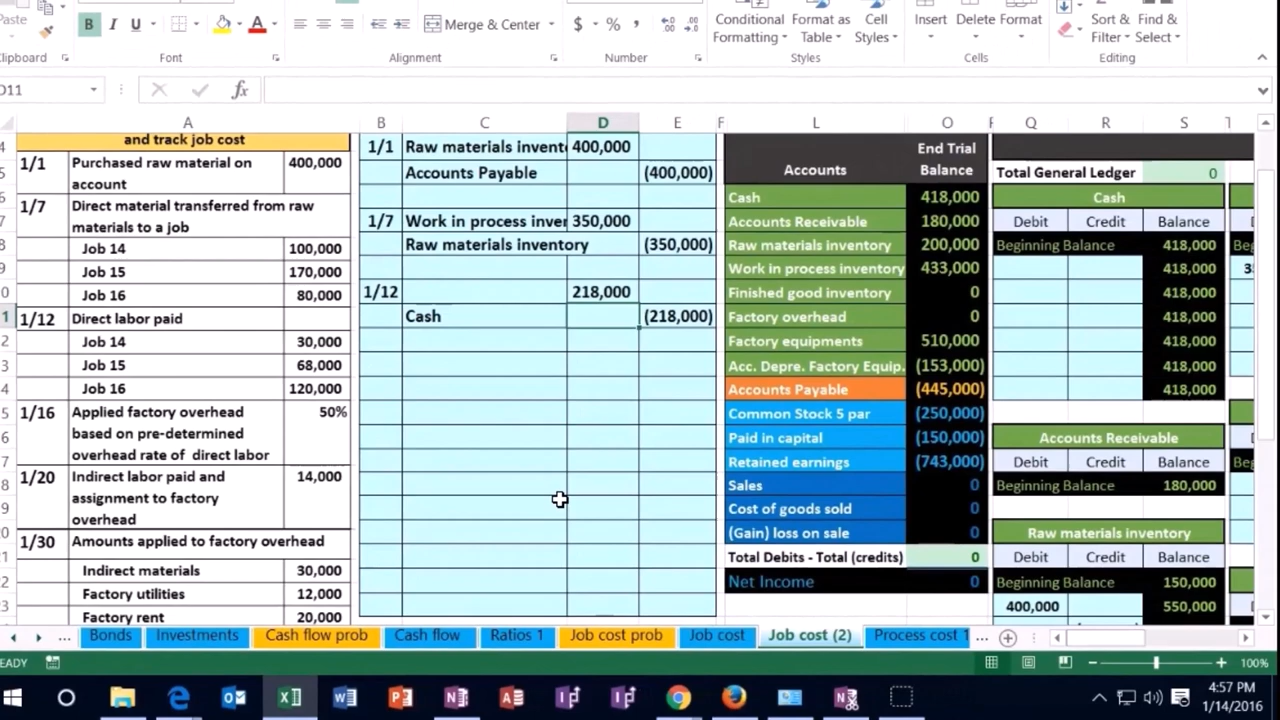 Paste
B I U
A
Merge & Center
$ % ,
Conditional Formatting
Format as Table
Cell Styles
Insert Delete Format
Sort & Filter
Find & Select
Clipboard Font Alignment Number Styles Cells Editing
D11 fx
A B C D E F L O Q R S T
and track job cost
1/1 Purchased raw material on 400,000
account
1/7 Direct material transferred from raw
materials to a job
Job 14 100,000
Job 15 170,000
Job 16 80,000
1/12 Direct labor paid
Job 14 30,000
Job 15 68,000
Job 16 120,000
1/16 Applied factory overhead 50%
based on pre-determined
overhead rate of direct labor
1/20 Indirect labor paid and 14,000
assignment to factory
overhead
1/30 Amounts applied to factory overhead
Indirect materials 30,000
Factory utilities 12,000
Factory rent 20,000
1/1 Raw materials invent 400,000
Accounts Payable (400,000)
1/7 Work in process inver 350,000
Raw materials inventory (350,000)
1/12 218,000
Cash (218,000)
Accounts End Trial Balance
Cash 418,000
Accounts Receivable 180,000
Raw materials inventory 200,000
Work in process inventory 433,000
Finished good inventory 0
Factory overhead 0
Factory equipments 510,000
Acc. Depre. Factory Equip. (153,000)
Accounts Payable (445,000)
Common Stock 5 par (250,000)
Paid in capital (150,000)
Retained earnings (743,000)
Sales 0
Cost of goods sold 0
(Gain) loss on sale 0
Total Debits - Total (credits) 0
Net Income 0
Total General Ledger 0
Cash
Debit Credit Balance
Beginning Balance 418,000
418,000
418,000
418,000
418,000
418,000
418,000
Accounts Receivable
Debit Credit Balance
Beginning Balance 180,000
Raw materials inventory
Debit Credit Balance
Beginning Balance 150,000
400,000 550,000
... Bonds Investments Cash flow prob Cash flow Ratios 1 Job cost prob Job cost Job cost (2) Process cost 1 ...
READY 100%
4:57 PM
1/14/2016